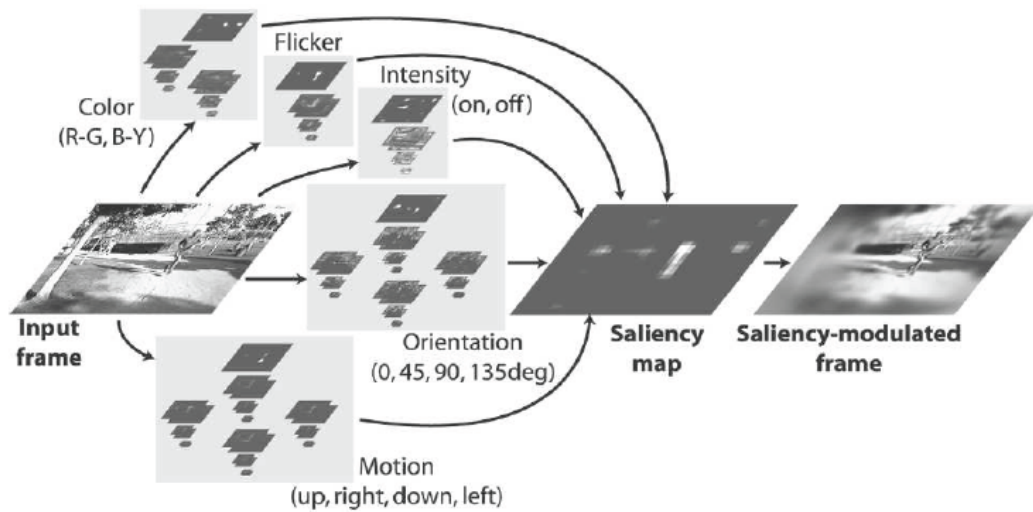 Flicker
Intensity
(on, off)
Color
(R-G, B-Y)
Input
frame
Orientation
(0, 45, 90, 135deg)
Saliency
map
Saliency-modulated
frame
Motion
(up, right, down, left)